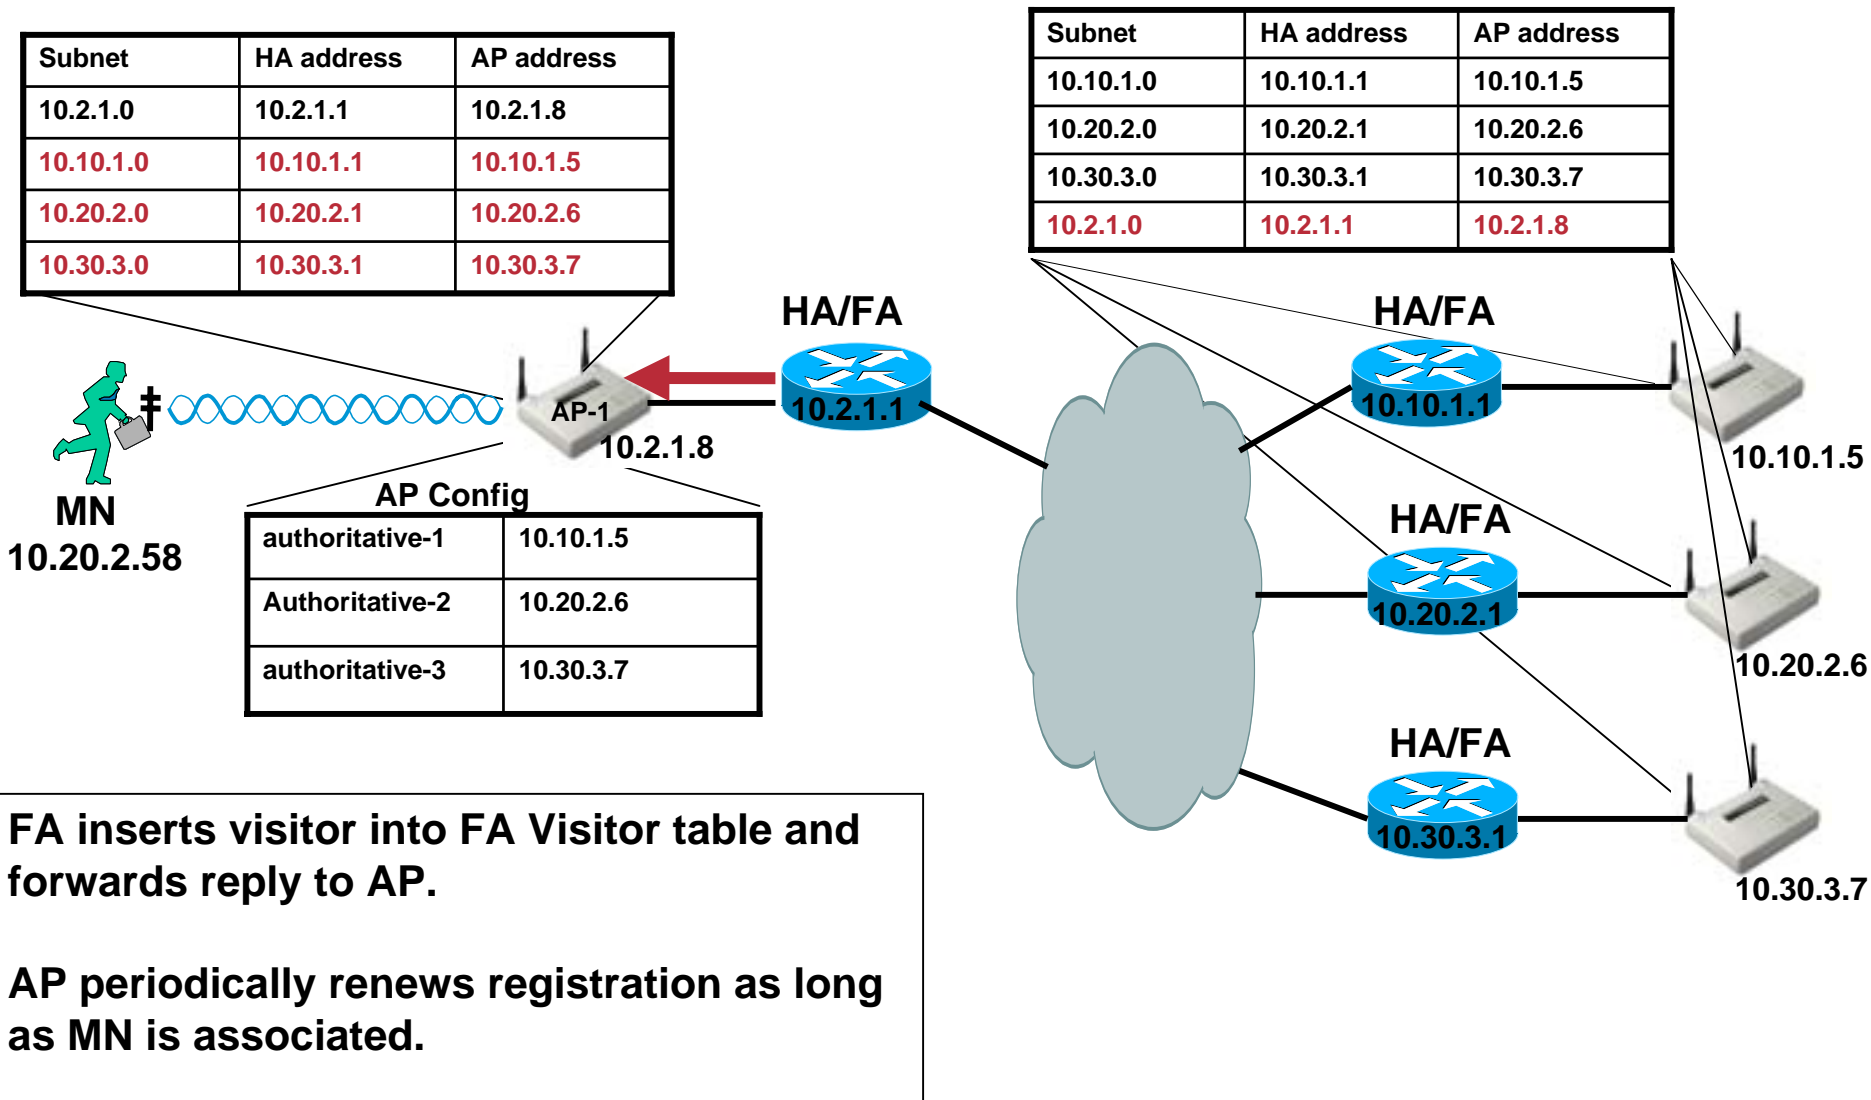 Subnet HA address AP address
10.2.1.0 10.2.1.1 10.2.1.8
10.10.1.0 10.10.1.1 10.10.1.5
10.20.2.0 10.20.2.1 10.20.2.6
10.30.3.0 10.30.3.1 10.30.3.7
Subnet HA address AP address
10.10.1.0 10.10.1.1 10.10.1.5
10.20.2.0 10.20.2.1 10.20.2.6
10.30.3.0 10.30.3.1 10.30.3.7
10.2.1.0 10.2.1.1 10.2.1.8
HA/FA
HA/FA
AP-1
10.2.1.1
10.10.1.1
10.2.1.8
10.10.1.5
MN
10.20.2.58
AP Config
authoritative-1 10.10.1.5
Authoritative-2 10.20.2.6
authoritative-3 10.30.3.7
HA/FA
10.20.2.1
10.20.2.6
HA/FA
10.30.3.1
10.30.3.7
FA inserts visitor into FA Visitor table and
forwards reply to AP.
AP periodically renews registration as long
as MN is associated.